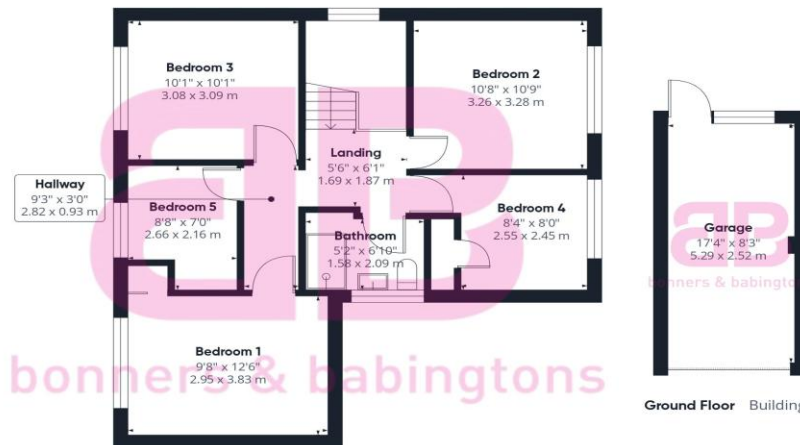 Bedroom 3
10'1" x 10'1"
3.08 x 3.09 m
Bedroom 2
10'8" x 10'9"
3.26 x 3.28 m
Landing
5'6" x 6'1"
1.69 x 1.87 m
Hallway
9'3" x 3'0"
2.82 x 0.93 m
Bedroom 5
8'8" x 7'0"
2.66 x 2.16 m
Bathroom
5'2" x 6'10"
1.58 x 2.09 m
Bedroom 4
8'4" x 8'0"
2.55 x 2.45 m
Bedroom 1
9'8" x 12'6"
2.95 x 3.83 m
bonners & babingtons
Garage
17'4" x 8'3"
5.29 x 2.52 m
bonners & babingtons
Ground Floor Building